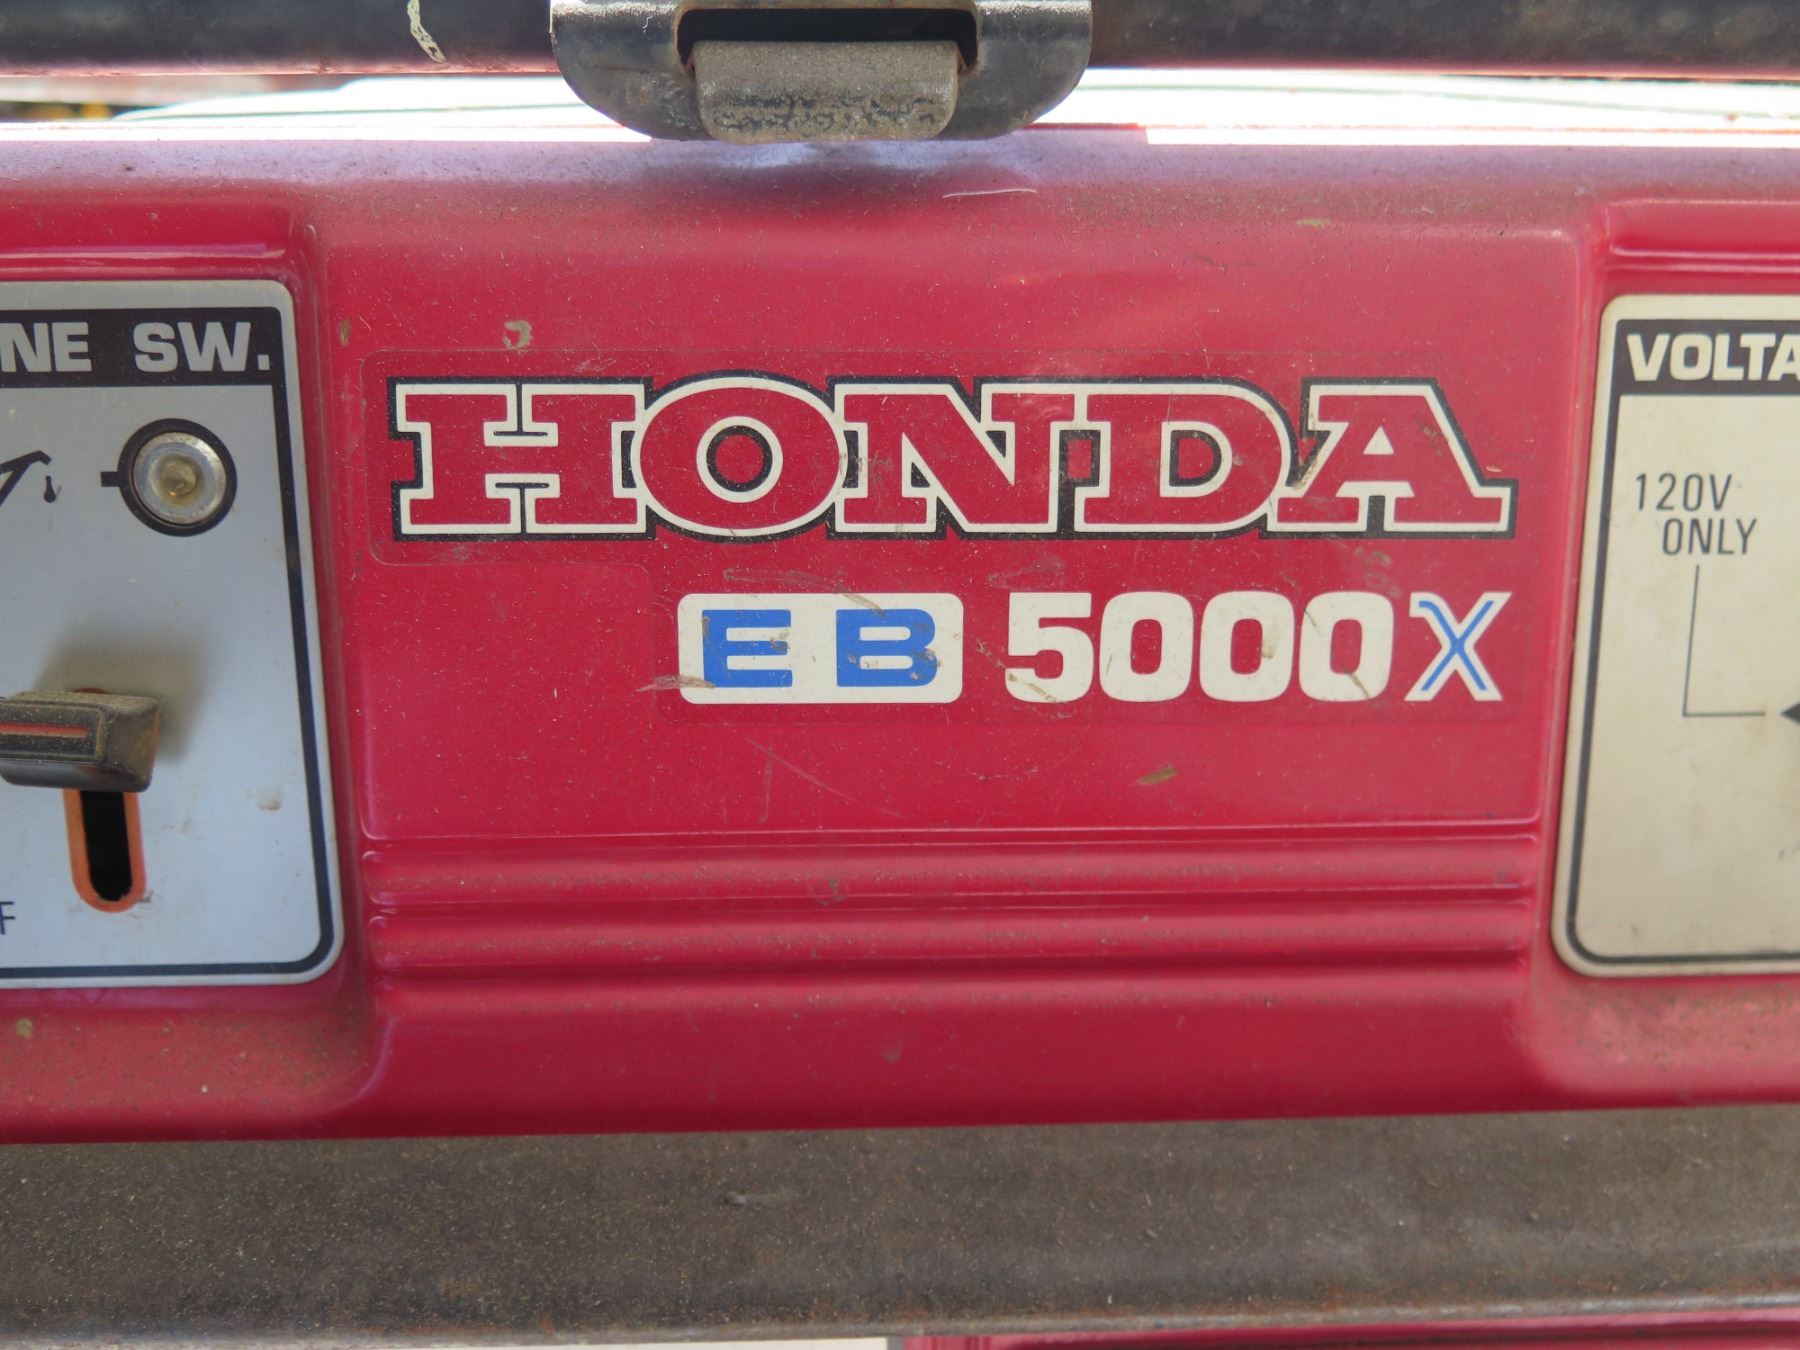 NE SW.
HONDA
EB 5000X
VOLTA
120V
ONLY
F